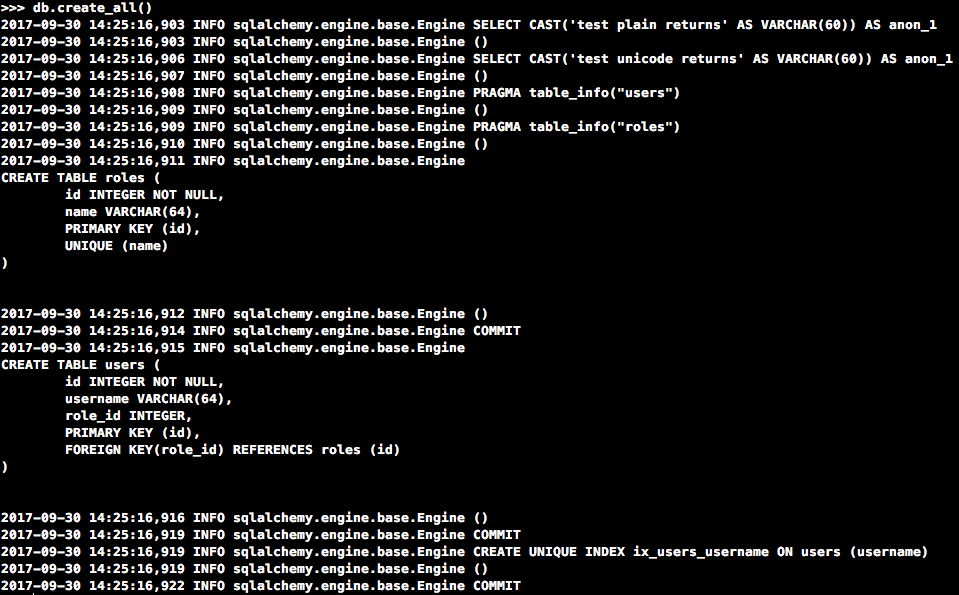 >>> db.create_all()
2017-09-30 14:25:16,903 INFO sqlalchemy.engine.base.Engine SELECT CAST('test plain returns' AS VARCHAR(60)) AS anon_1
2017-09-30 14:25:16,903 INFO sqlalchemy.engine.base.Engine ()
2017-09-30 14:25:16,906 INFO sqlalchemy.engine.base.Engine SELECT CAST('test unicode returns' AS VARCHAR(60)) AS anon_1
2017-09-30 14:25:16,907 INFO sqlalchemy.engine.base.Engine ()
2017-09-30 14:25:16,908 INFO sqlalchemy.engine.base.Engine PRAGMA table_info("users")
2017-09-30 14:25:16,909 INFO sqlalchemy.engine.base.Engine ()
2017-09-30 14:25:16,909 INFO sqlalchemy.engine.base.Engine PRAGMA table_info("roles")
2017-09-30 14:25:16,910 INFO sqlalchemy.engine.base.Engine ()
2017-09-30 14:25:16,911 INFO sqlalchemy.engine.base.Engine
CREATE TABLE roles (
        id INTEGER NOT NULL,
        name VARCHAR(64),
        PRIMARY KEY (id),
        UNIQUE (name)
)
2017-09-30 14:25:16,912 INFO sqlalchemy.engine.base.Engine ()
2017-09-30 14:25:16,914 INFO sqlalchemy.engine.base.Engine COMMIT
2017-09-30 14:25:16,915 INFO sqlalchemy.engine.base.Engine
CREATE TABLE users (
        id INTEGER NOT NULL,
        username VARCHAR(64),
        role_id INTEGER,
        PRIMARY KEY (id),
        FOREIGN KEY(role_id) REFERENCES roles (id)
)
2017-09-30 14:25:16,916 INFO sqlalchemy.engine.base.Engine ()
2017-09-30 14:25:16,919 INFO sqlalchemy.engine.base.Engine COMMIT
2017-09-30 14:25:16,919 INFO sqlalchemy.engine.base.Engine CREATE UNIQUE INDEX ix_users_username ON users (username)
2017-09-30 14:25:16,919 INFO sqlalchemy.engine.base.Engine ()
2017-09-30 14:25:16,922 INFO sqlalchemy.engine.base.Engine COMMIT